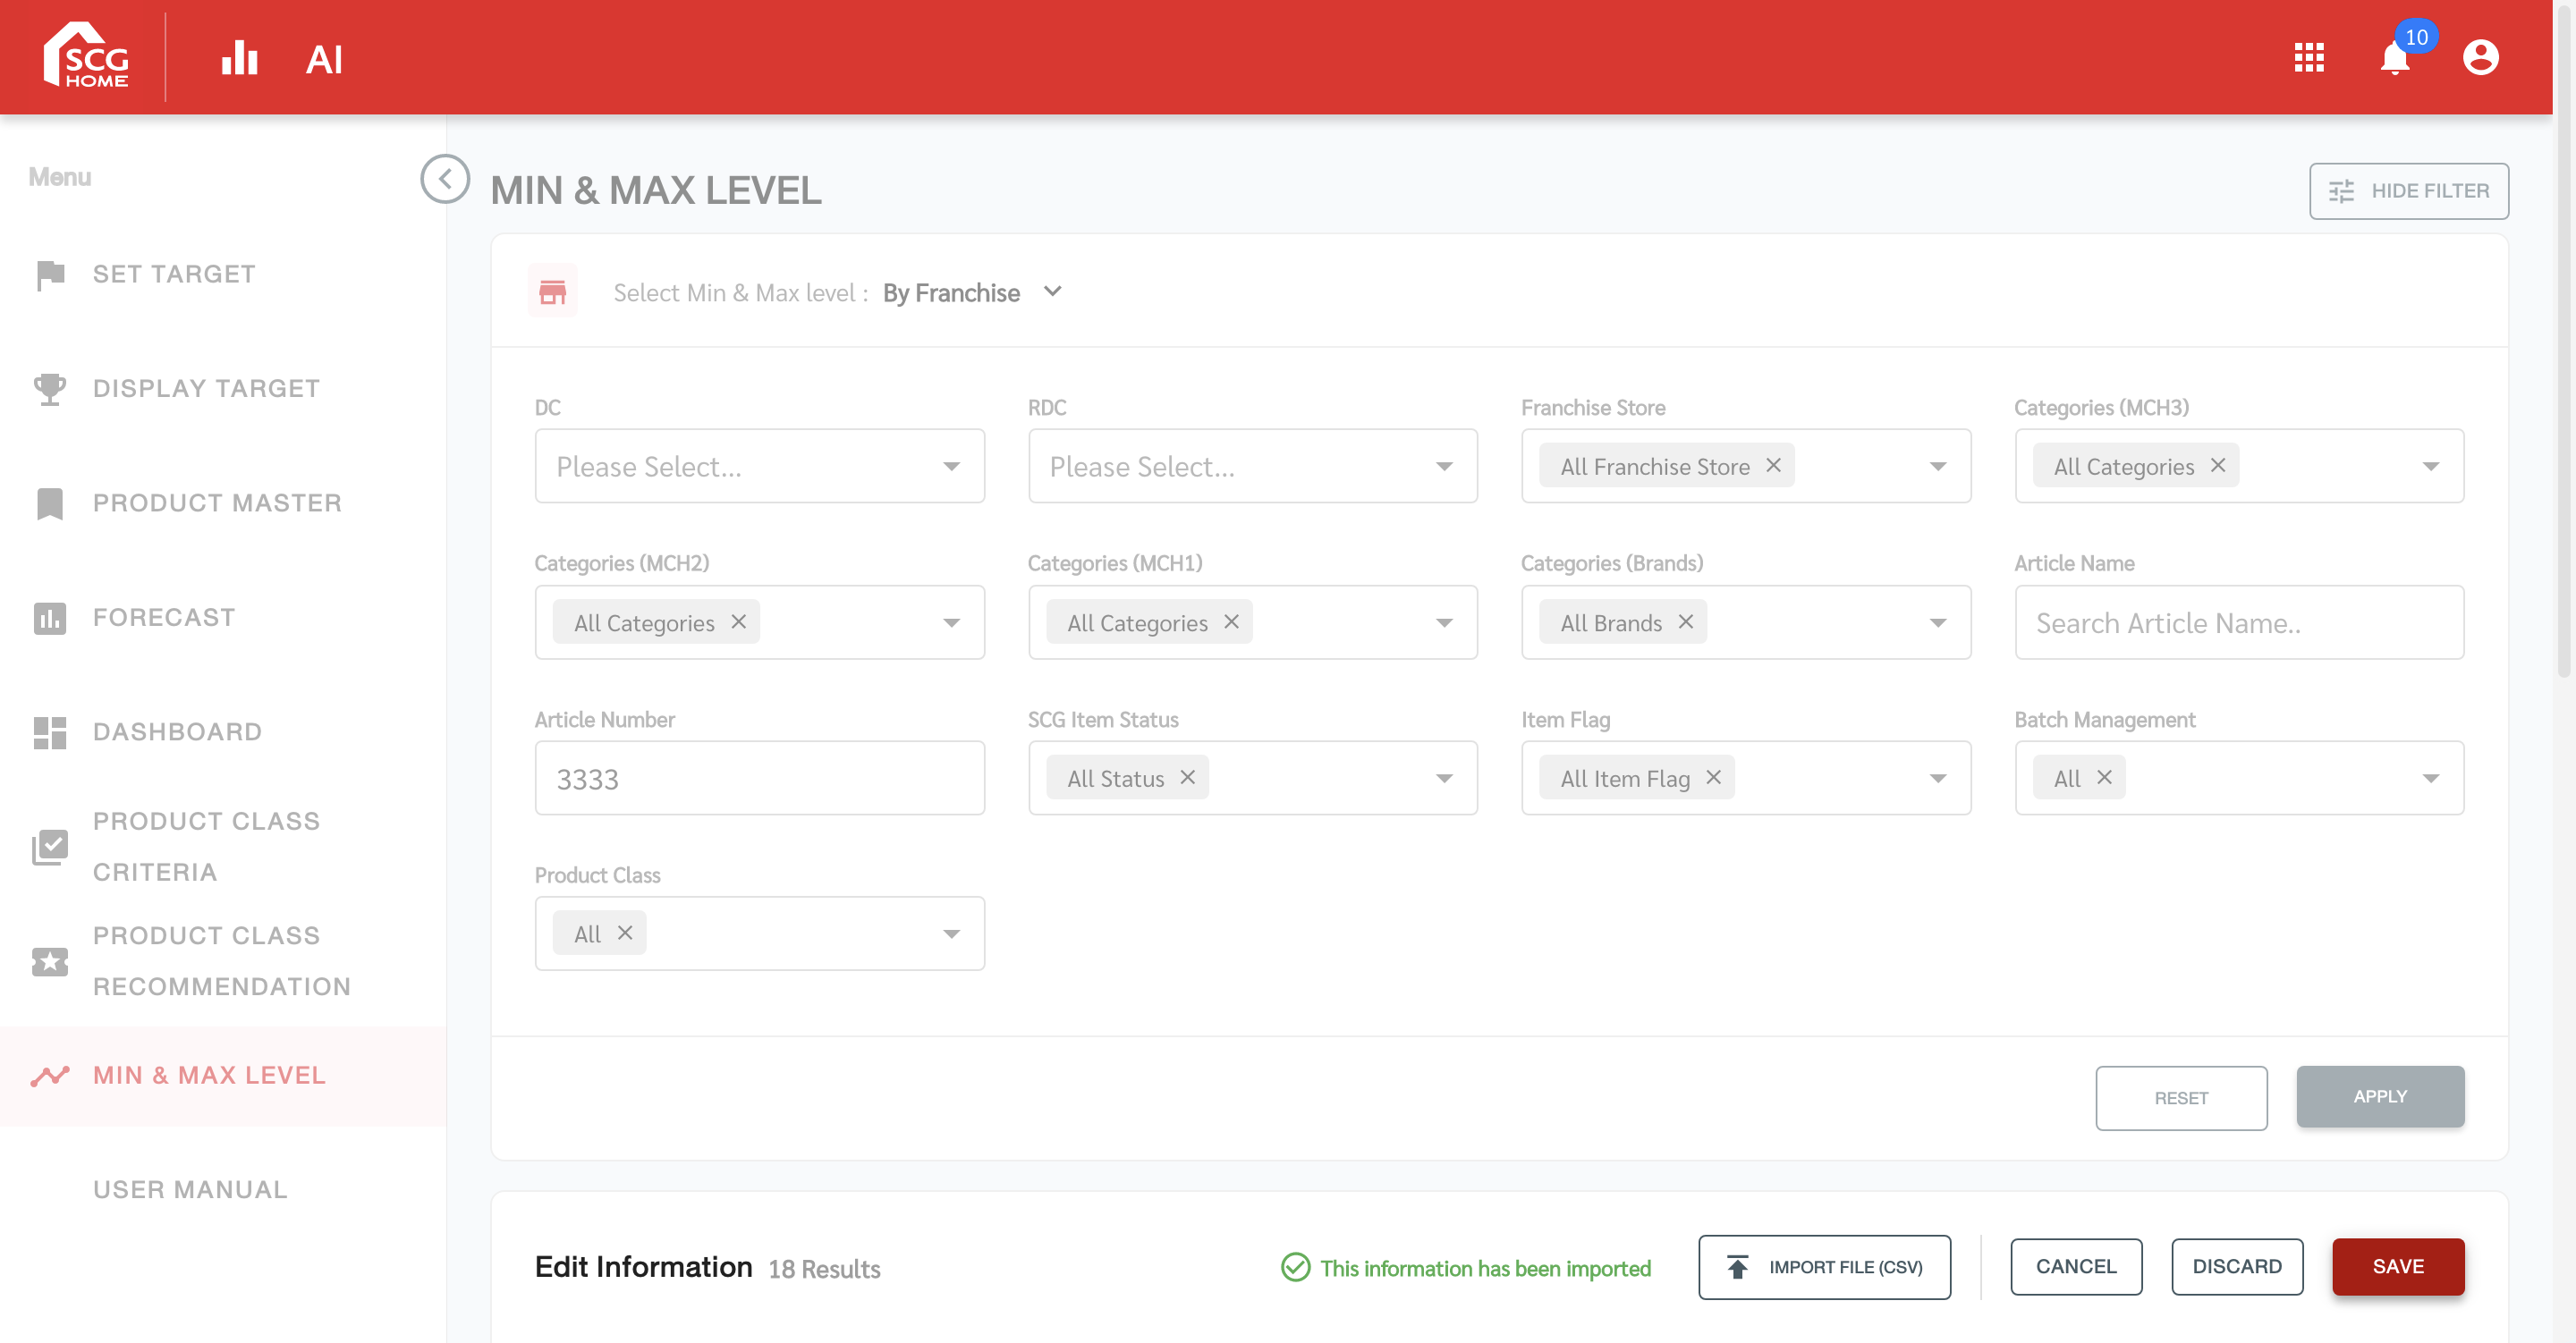 SCG
HOME
AI
10
Menu
MIN & MAX LEVEL
HIDE FILTER
SET TARGET
Select Min & Max level : By Franchise
DISPLAY TARGET
DC
RDC
Franchise Store
Categories (MCH3)
Please Select...
Please Select...
All Franchise Store
All Categories
PRODUCT MASTER
Categories (MCH2)
Categories (MCH1)
Categories (Brands)
Article Name
FORECAST
All Categories
All Categories
All Brands
Search Article Name..
DASHBOARD
Article Number
SCG Item Status
Item Flag
Batch Management
3333
All Status
All Item Flag
All
PRODUCT CLASS
CRITERIA
Product Class
All
PRODUCT CLASS
RECOMMENDATION
MIN & MAX LEVEL
RESET
APPLY
USER MANUAL
Edit Information 18 Results
This information has been imported
IMPORT FILE (CSV)
CANCEL
DISCARD
SAVE